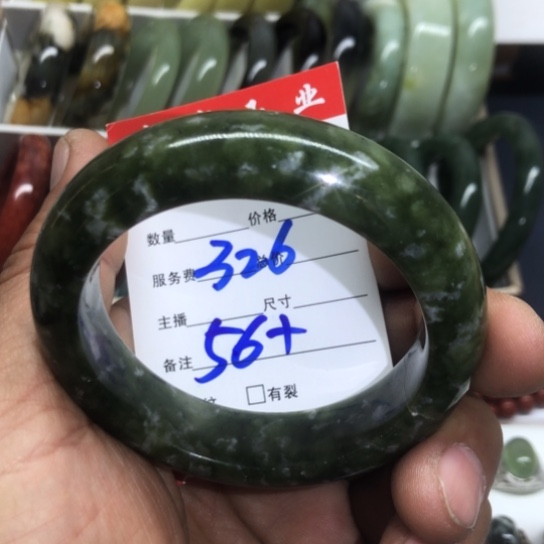 业
数量 价格
326
服务费
主播 尺寸
56+
备注
□有裂